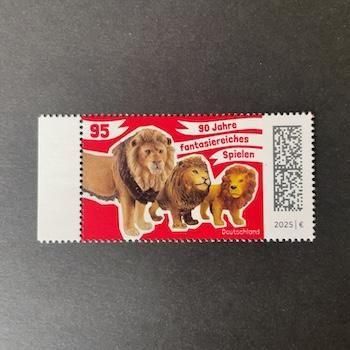 95
90 Jahre
fantasiereiches
Spielen
Deutschland
2025 | €